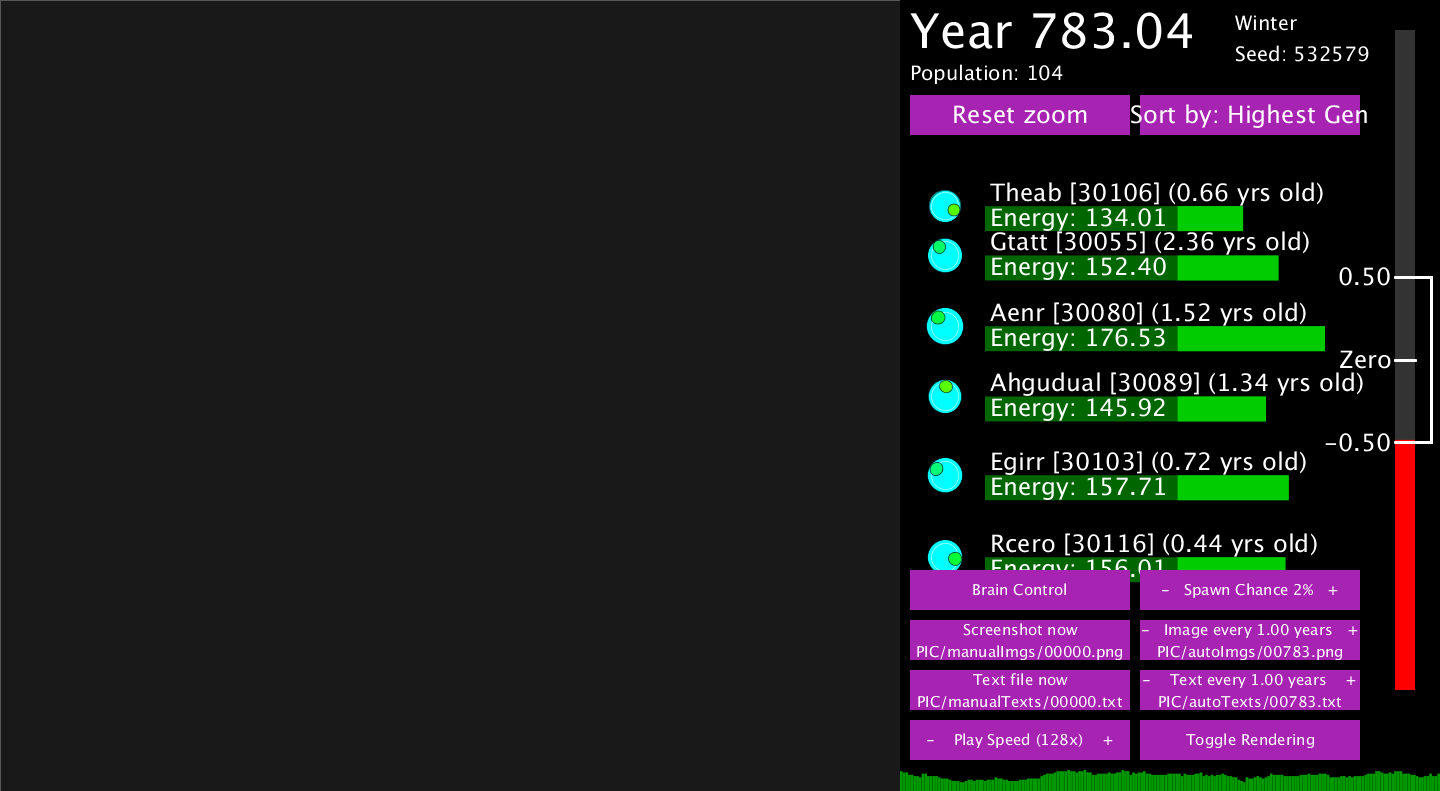 Year 783.04
Winter
Seed: 532579
Population: 104
Reset zoom
Sort by: Highest Gen
Theab [30106] (0.66 yrs old)
Energy: 134.01
Gtatt [30055] (2.36 yrs old)
Energy: 152.40
0.50
Aenr [30080] (1.52 yrs old)
Energy: 176.53
Zero
Ahgudual [30089] (1.34 yrs old)
Energy: 145.92
-0.50
Egirr [30103] (0.72 yrs old)
Energy: 157.71
Rcero [30116] (0.44 yrs old)
Energy: 156.01
Brain Control
- Spawn Chance 2% +
Screenshot now
PIC/manualImgs/00000.png
- Image every 1.00 years +
PIC/autoImgs/00783.png
Text file now
PIC/manualTexts/00000.txt
- Text every 1.00 years +
PIC/autoTexts/00783.txt
- Play Speed (128x) +
Toggle Rendering